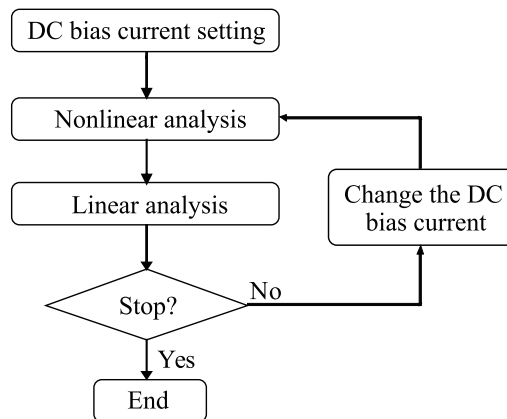 DC bias current setting
Nonlinear analysis
Linear analysis
Change the DC
bias current
Stop?
No
Yes
End